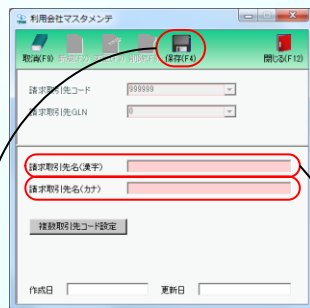 利用会社マスタメンテ
取消(F9) 保存(F4) 閉じる(F12)
請求取引先コード 999999
請求取引先GLN 0
請求取引先名(漢字)
請求取引先名(カナ)
複数取引先コード設定
作成日 更新日